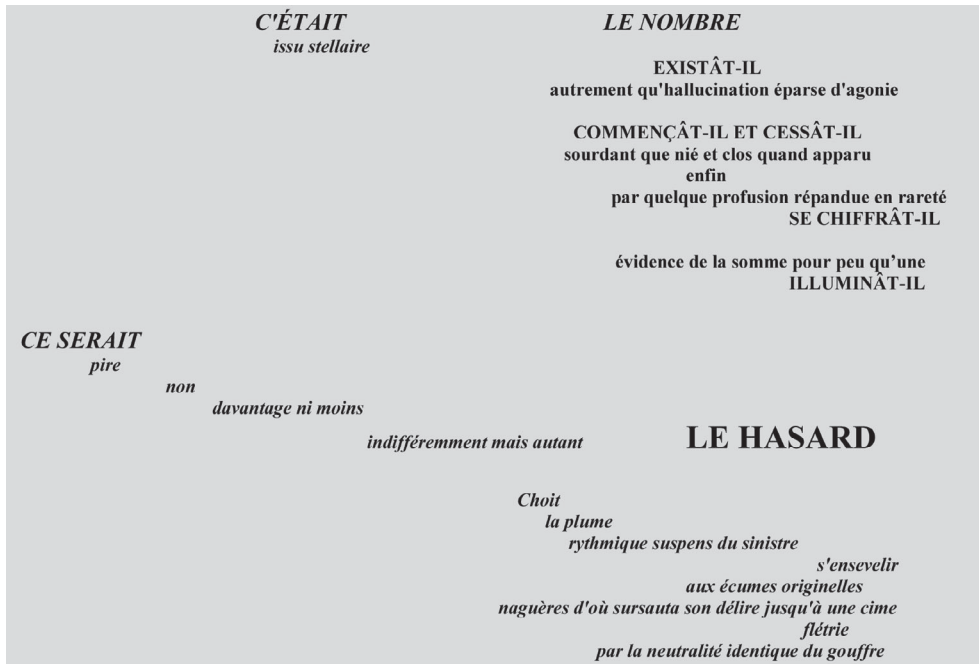 C'ÉTAIT LE NOMBRE
issu stellaire
EXISTÂT-IL
autrement qu'hallucination éparse d'agonie
COMMENÇÂT-IL ET CESSÂT-IL
sourdant que nié et clos quand apparu
enfin
par quelque profusion répandue en rareté
SE CHIFFRÂT-IL
évidence de la somme pour peu qu’une
ILLUMINÂT-IL
CE SERAIT
pire
non
davantage ni moins
indifféremment mais autant LE HASARD
Choit
la plume
rythmique suspens du sinistre
s'ensevelir
aux écumes originelles
naguères d'où sursauta son délire jusqu'à une cime
flétrie
par la neutralité identique du gouffre